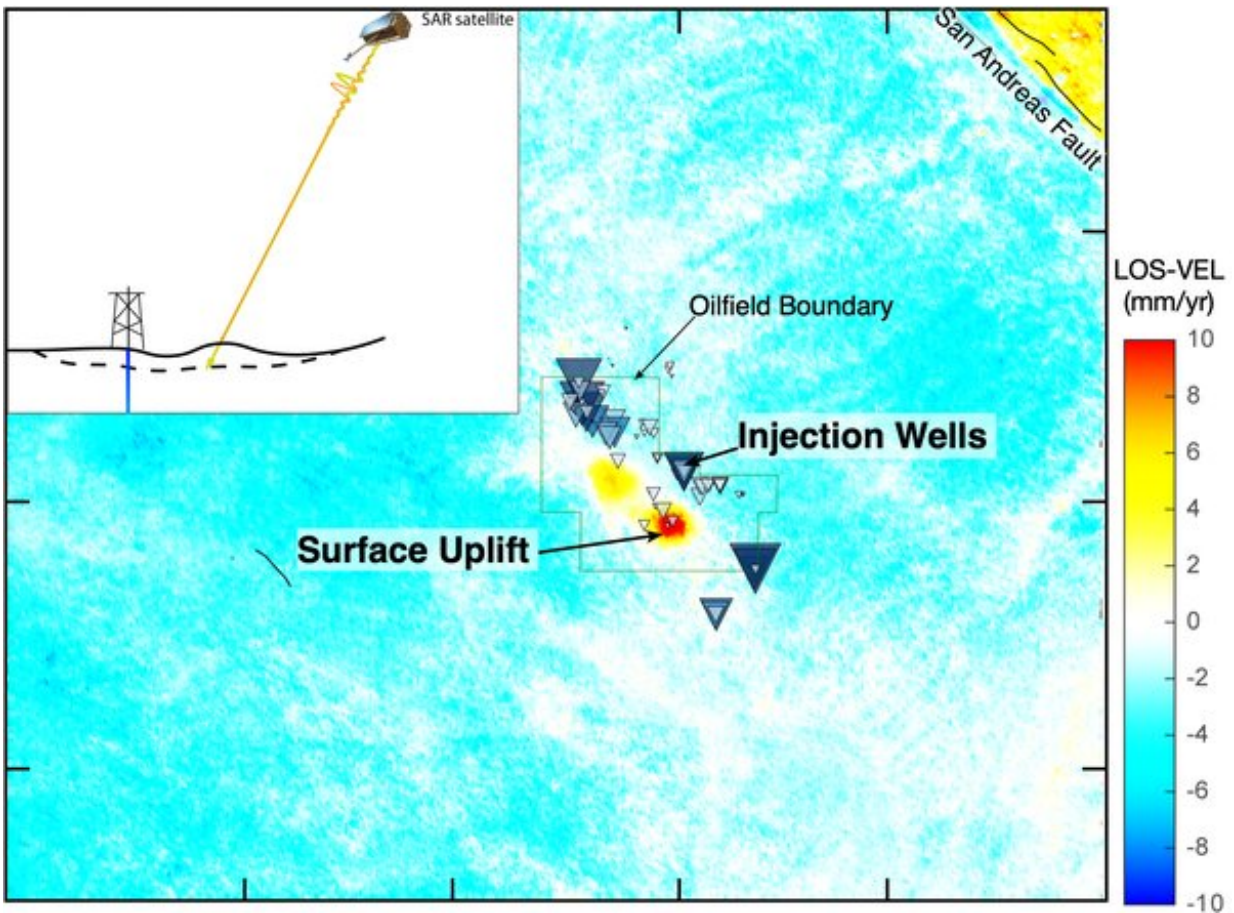 SAR satellite
San Andreas Fault
Oilfield Boundary
Injection Wells
Surface Uplift
LOS-VEL
(mm/yr)
10
8
6
4
2
0
-2
-4
-6
-8
-10